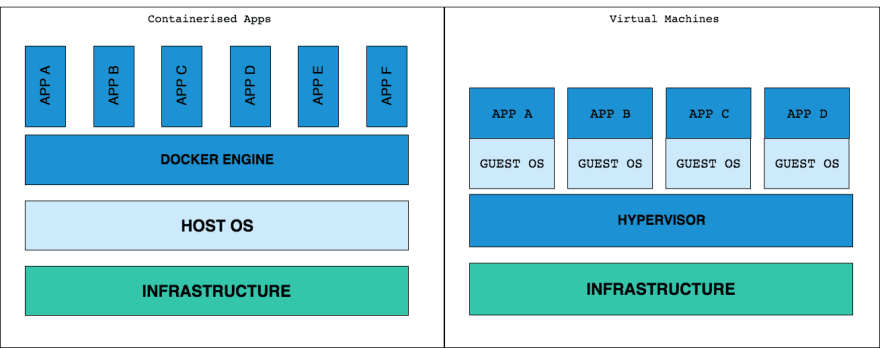 Containerised Apps
APP A
APP B
APP C
APP D
APP E
APP F
DOCKER ENGINE
HOST OS
INFRASTRUCTURE
Virtual Machines
APP A
APP B
APP C
APP D
GUEST OS
GUEST OS
GUEST OS
GUEST OS
HYPERVISOR
INFRASTRUCTURE